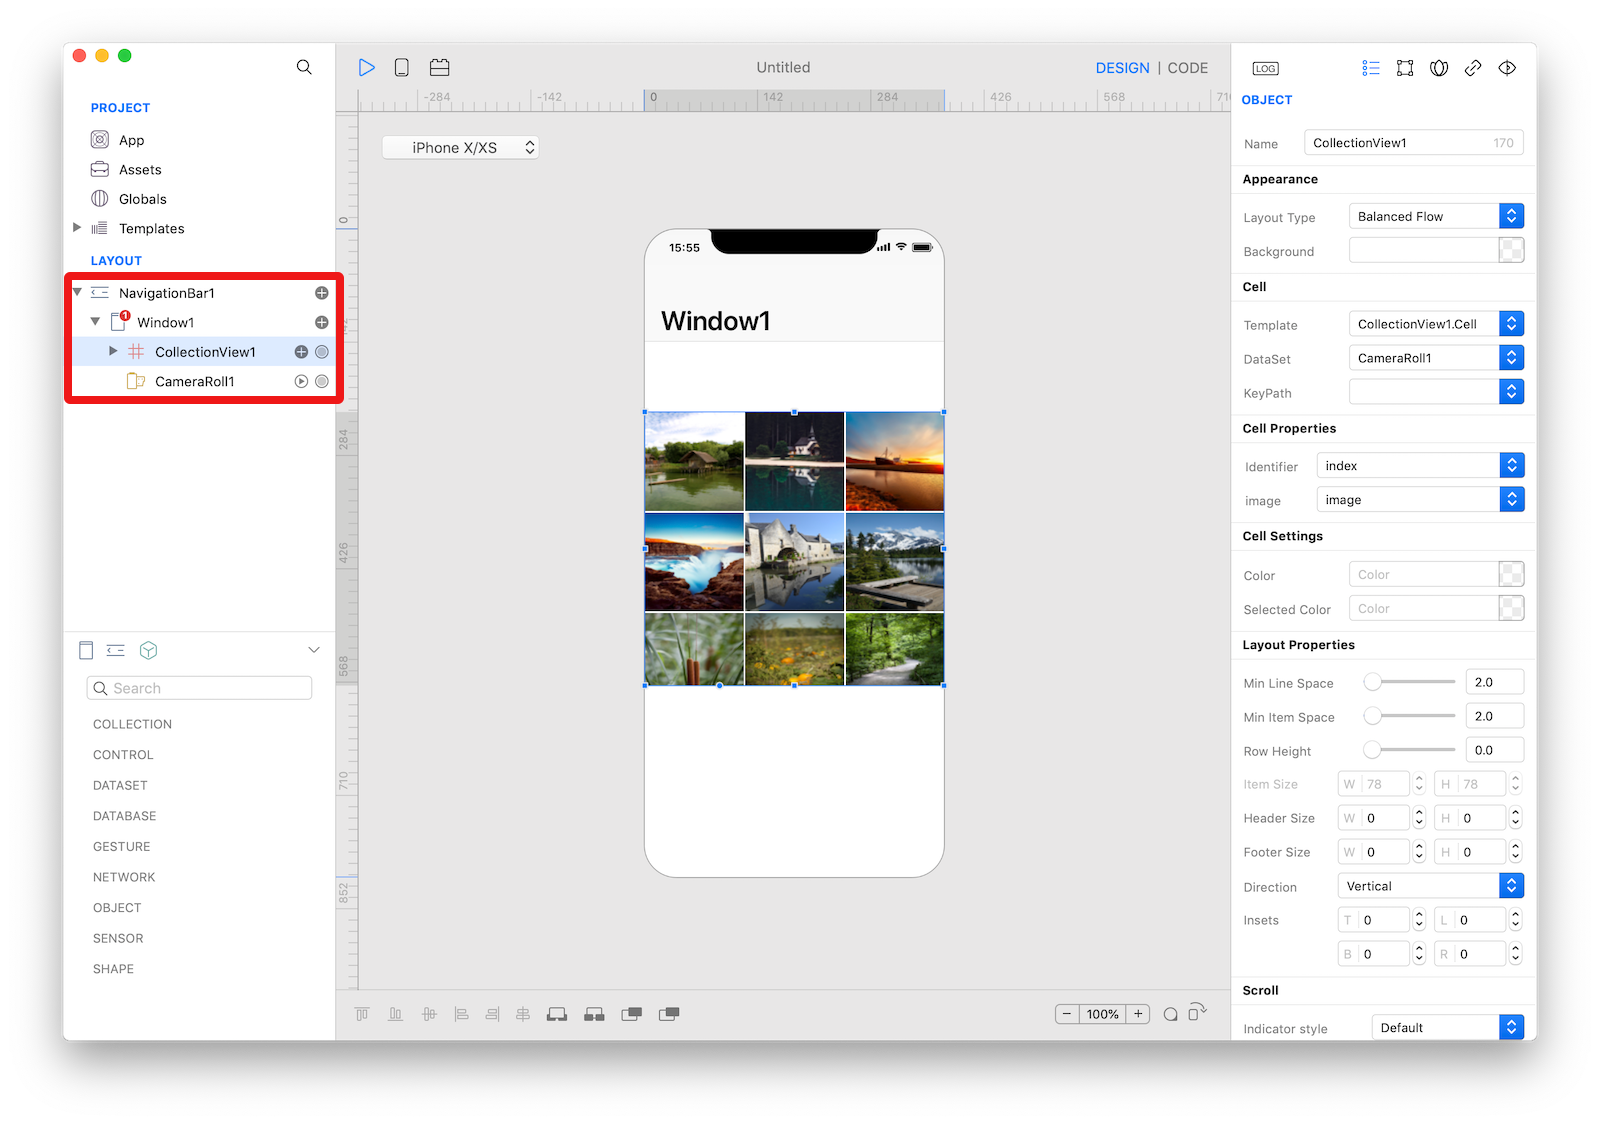 Untitled
DESIGN | CODE
LOG
PROJECT
App
Assets
Globals
Templates
LAYOUT
NavigationBar1
1
Window1
CollectionView1
CameraRoll1
Search
COLLECTION
CONTROL
DATASET
DATABASE
GESTURE
NETWORK
OBJECT
SENSOR
SHAPE
-284
-142
0
142
284
426
568
710
0
142
284
426
568
710
852
iPhone X/XS
15:55
Window1
100%
OBJECT
Name CollectionView1 170
Appearance
Layout Type Balanced Flow
Background
Cell
Template CollectionView1.Cell
DataSet CameraRoll1
KeyPath
Cell Properties
Identifier index
image image
Cell Settings
Color Color
Selected Color Color
Layout Properties
Min Line Space 2.0
Min Item Space 2.0
Row Height 0.0
Item Size W 78 H 78
Header Size W 0 H 0
Footer Size W 0 H 0
Direction Vertical
Insets T 0 L 0
B 0 R 0
Scroll
Indicator style Default